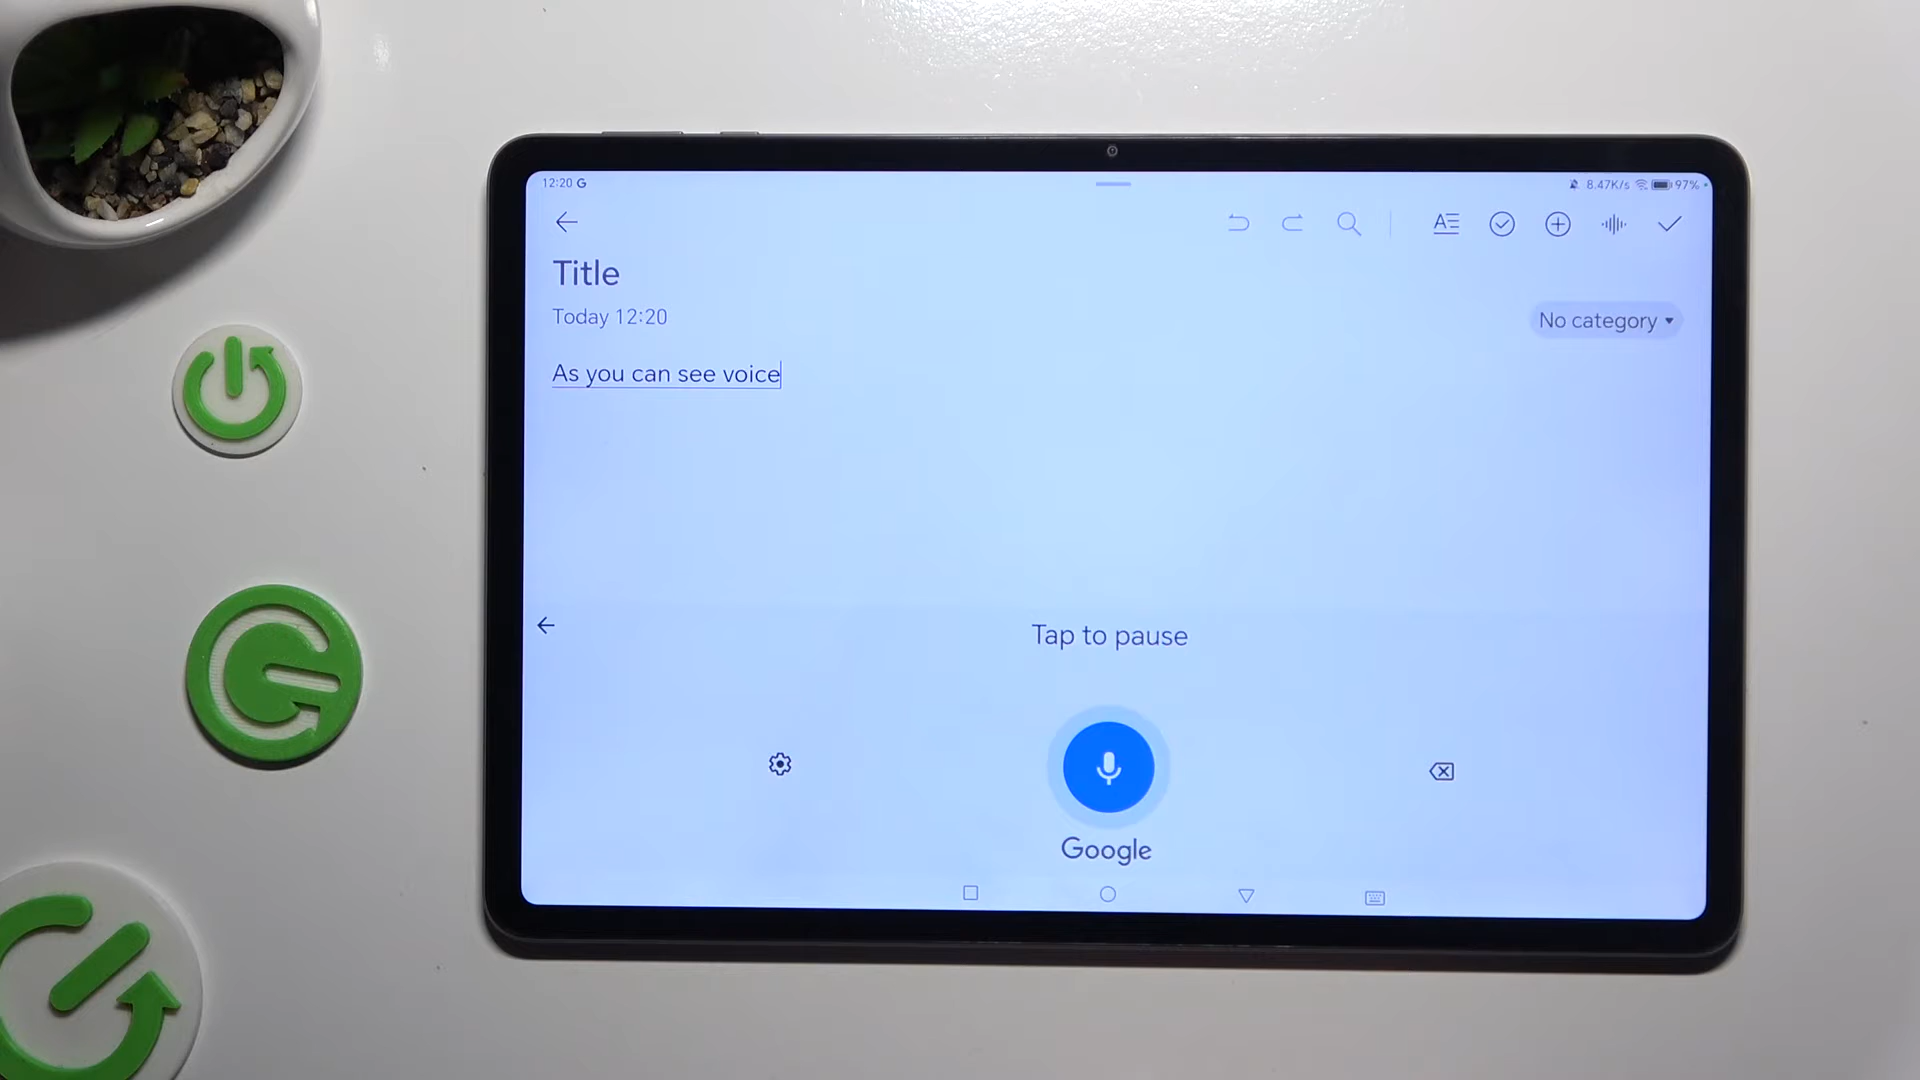 12:20 G
8.47K/s 97%
Title
Today 12:20
No category
As you can see voice
Tap to pause
Google